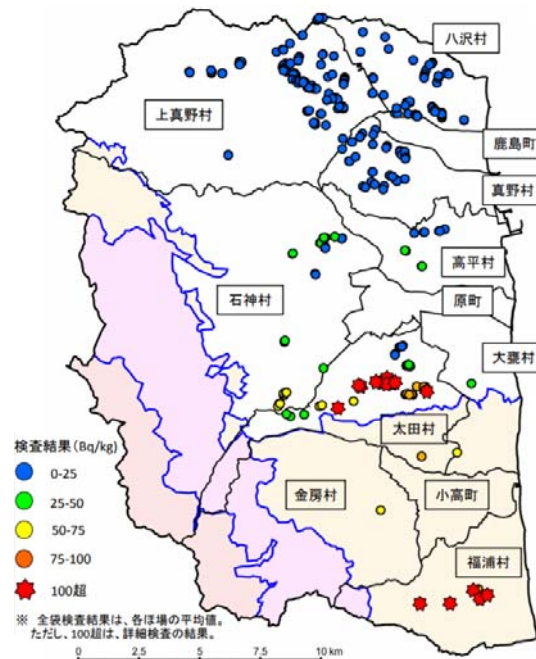 八沢村
上真野村
鹿島町
真野村
高平村
石神村
原町
大甕村
太田村
金房村
小高町
福浦村
検査結果(Bq/kg)
0-25
25-50
50-75
75-100
100超
※ 全袋検査結果は、各ほ場の平均値。
ただし、100超は、詳細検査の結果。
0 2.5 5 7.5 10 km